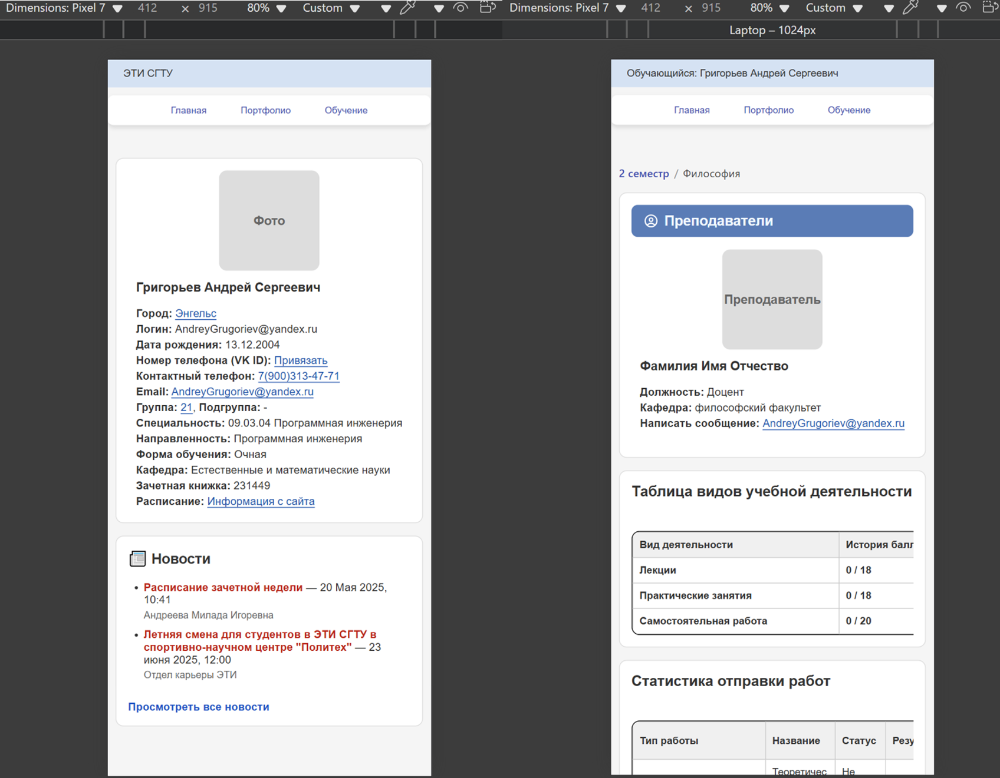 Dimensions: Pixel 7 412 × 915 80% Custom
ЭТИ СГТУ
Главная Портфолио Обучение
Фото
Григорьев Андрей Сергеевич
Город: Энгельс
Логин: AndreyGrugoriev@yandex.ru
Дата рождения: 13.12.2004
Номер телефона (VK ID): Привязать
Контактный телефон: 7(900)313-47-71
Email: AndreyGrugoriev@yandex.ru
Группа: 21, Подгруппа: -
Специальность: 09.03.04 Программная инженерия
Направленность: Программная инженерия
Форма обучения: Очная
Кафедра: Естественные и математические науки
Зачетная книжка: 231449
Расписание: Информация с сайта
Новости
• Расписание зачетной недели — 20 Мая 2025,
10:41
Андреева Милада Игоревна
• Летняя смена для студентов в ЭТИ СГТУ в
спортивно-научном центре "Политех" — 23
июня 2025, 12:00
Отдел карьеры ЭТИ
Просмотреть все новости
Dimensions: Pixel 7 412 × 915 80% Custom
Laptop – 1024px
Обучающийся: Григорьев Андрей Сергеевич
Главная Портфолио Обучение
2 семестр / Философия
Преподаватели
Преподаватель
Фамилия Имя Отчество
Должность: Доцент
Кафедра: философский факультет
Написать сообщение: AndreyGrugoriev@yandex.ru
Таблица видов учебной деятельности
Вид деятельности История балл
Лекции 0 / 18
Практические занятия 0 / 18
Самостоятельная работа 0 / 20
Статистика отправки работ
Тип работы Название Статус Резу
Теоретичес Не